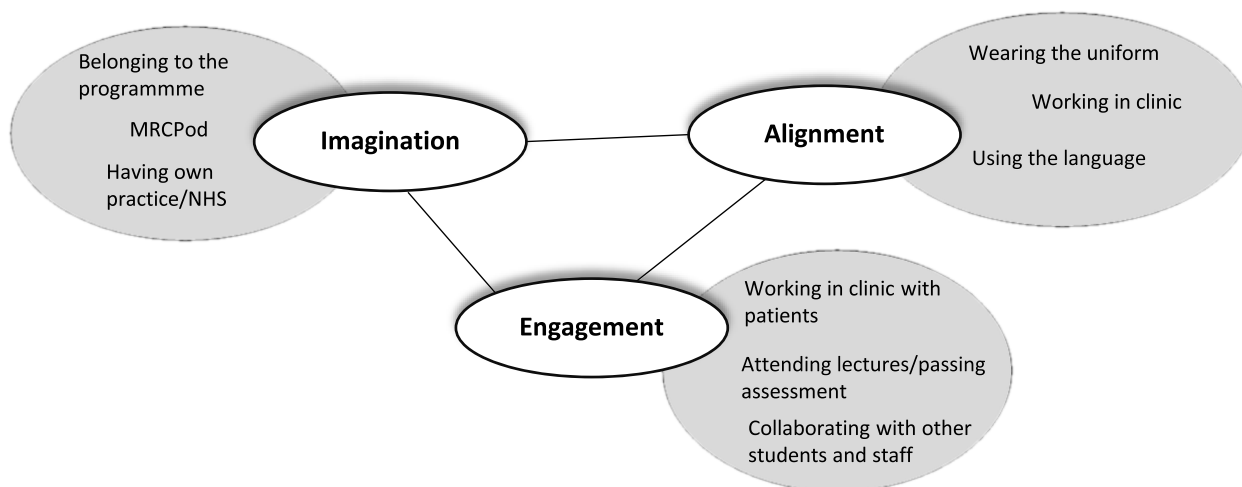 Belonging to the
programmme
MRCPod
Having own
practice/NHS
Imagination
Alignment
Wearing the uniform
Working in clinic
Using the language
Engagement
Working in clinic with
patients
Attending lectures/passing
assessment
Collaborating with other
students and staff